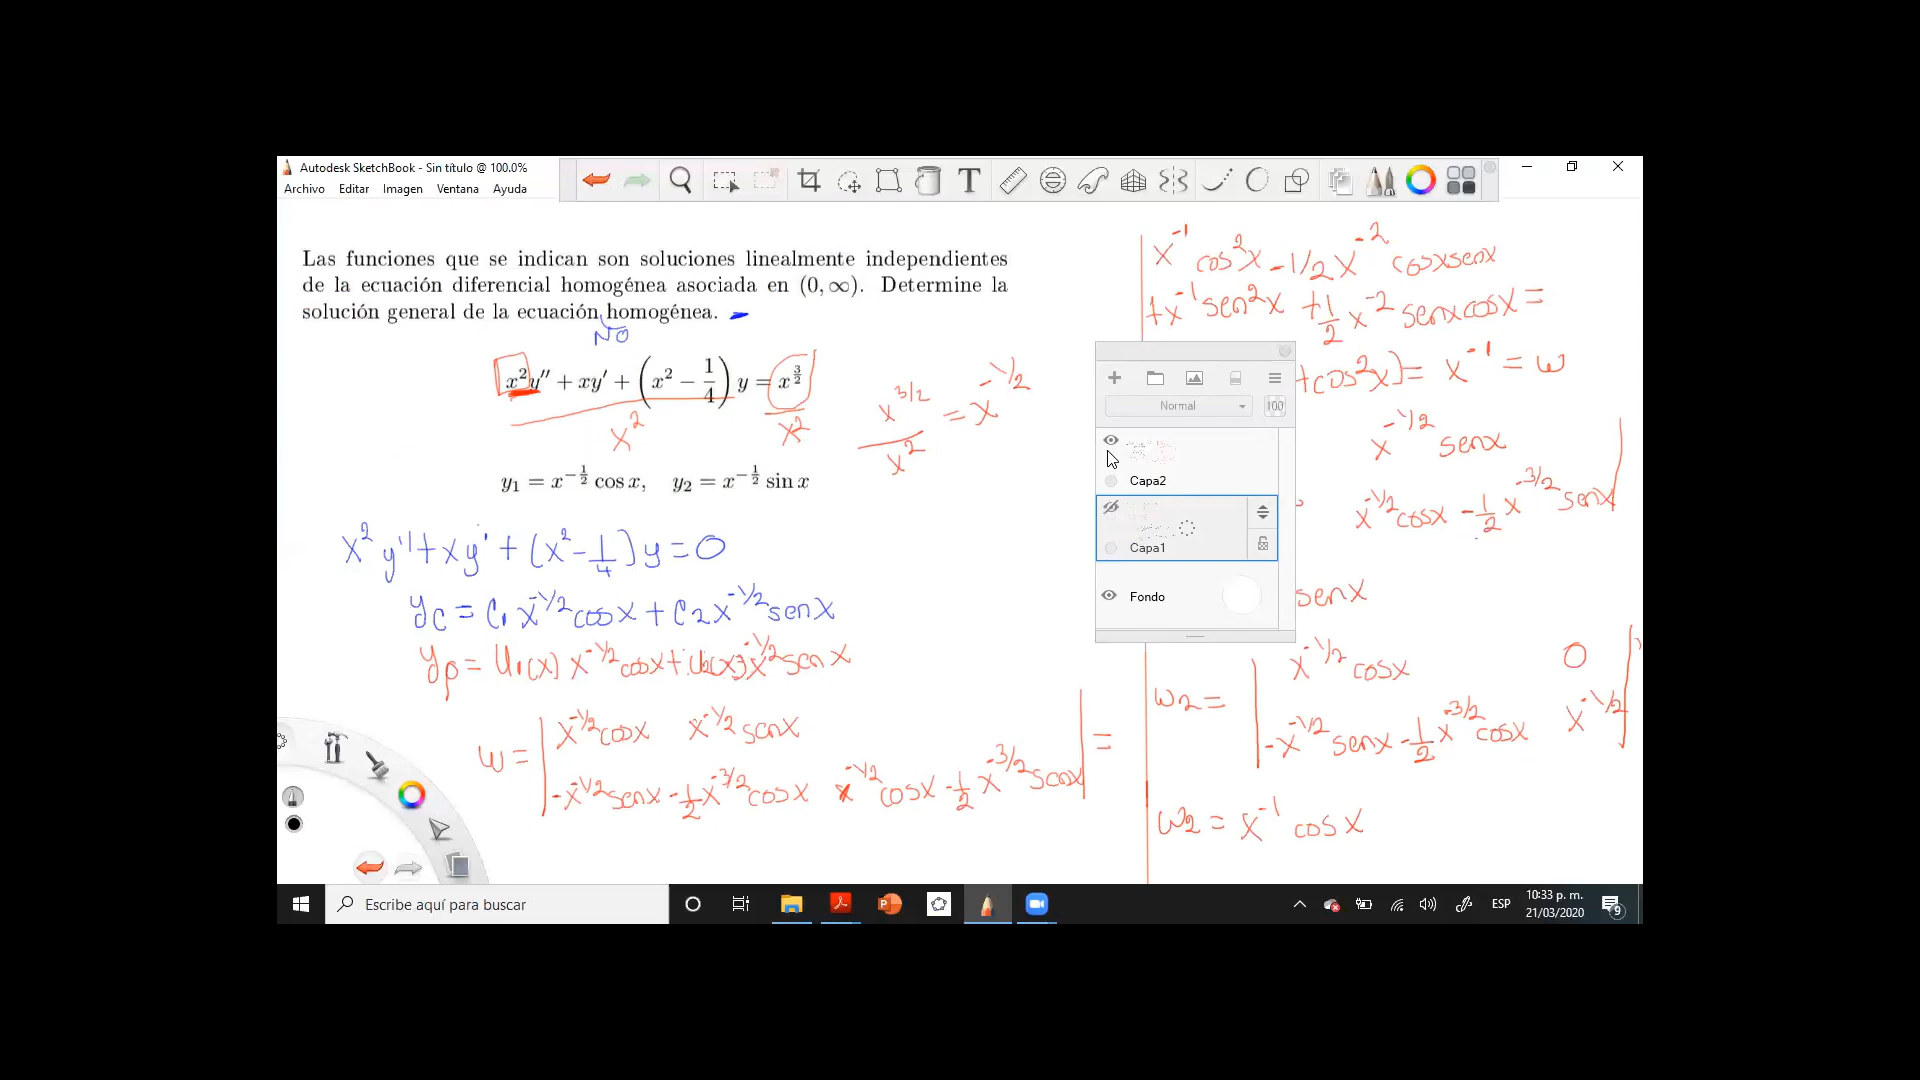 Autodesk SketchBook - Sin título @ 100.0%
Archivo Editar Imagen Ventana Ayuda
Las funciones que se indican son soluciones linealmente independientes
de la ecuación diferencial homogénea asociada en (0, ∞). Determine la
solución general de la ecuación homogénea.
NO
x²y″ + xy′ + (x² − 1/4) y = x^{3/2}
x² x²
x^{3/2} / x² = x^{-1/2}
y₁ = x^{−1/2} cos x, y₂ = x^{−1/2} sin x
x² y'' + xy' + (x² - 1/4) y = 0
yc = C₁ x^{-1/2} cosx + C2 x^{-1/2} senx
yp = U₁(x) x^{-1/2} cosx + U2(x) x^{-1/2} sen x
w = | x^{-1/2} cosx x^{-1/2} senx
-x^{-1/2} senx - 1/2 x^{-3/2} cosx x^{-1/2} cosx - 1/2 x^{-3/2} senx | =
x^{-1} cos²x - 1/2 x^{-2} cosxsenx
+x^{-1} sen²x + 1/2 x^{-2} senxcosx =
+cos²x) = x^{-1} = w
x^{-1/2} senx
x^{-1/2} cosx - 1/2 x^{-3/2} senx
senx
w2 = | x^{-1/2} cosx 0
-x^{-1/2} senx - 1/2 x^{-3/2} cosx x^{-1/2} |
w2 = x^{-1} cos x
Normal 100
Capa2
Capa1
Fondo
Escribe aquí para buscar
ESP
10:33 p. m.
21/03/2020
9